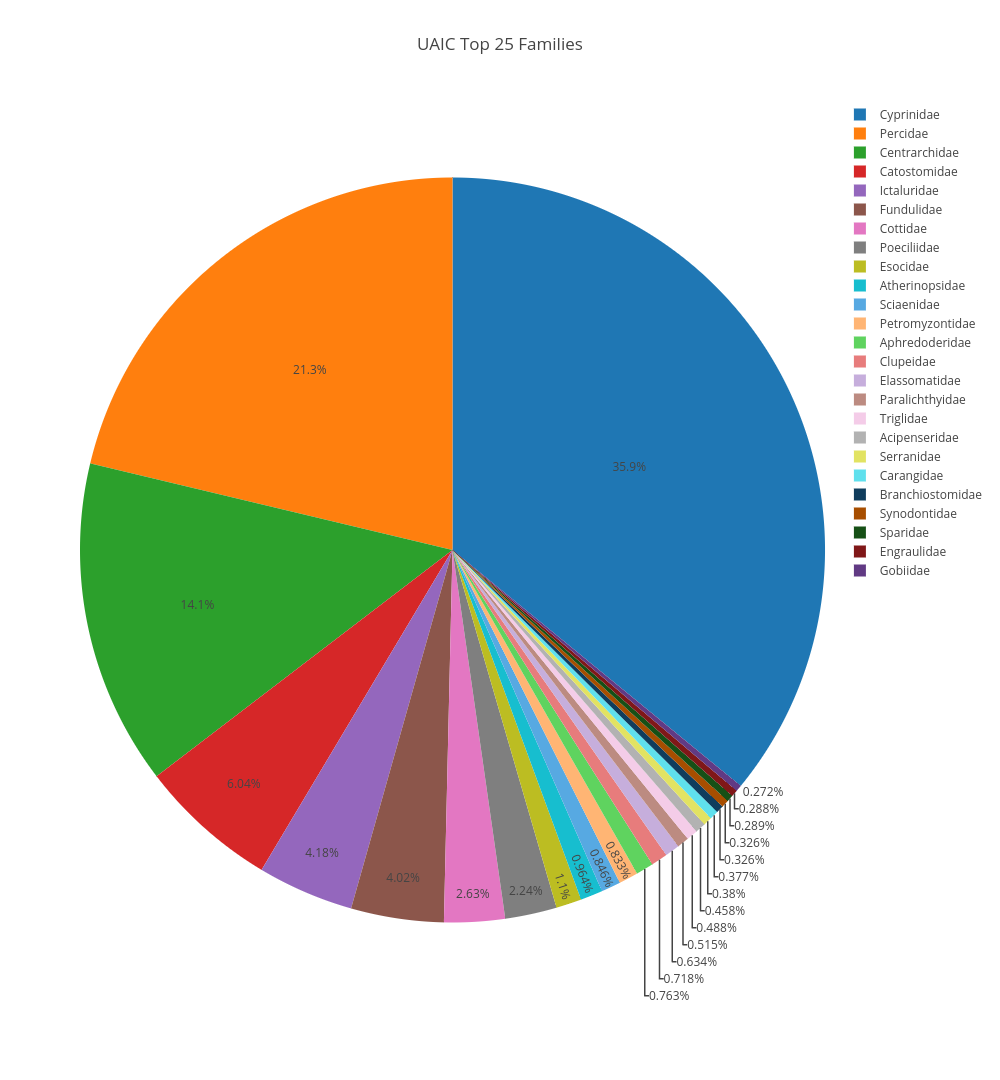 UAIC Top 25 Families
Cyprinidae
Percidae
Centrarchidae
Catostomidae
Ictaluridae
Fundulidae
Cottidae
Poeciliidae
Esocidae
Atherinopsidae
Sciaenidae
Petromyzontidae
Aphredoderidae
Clupeidae
Elassomatidae
Paralichthyidae
Triglidae
Acipenseridae
Serranidae
Carangidae
Branchiostomidae
Synodontidae
Sparidae
Engraulidae
Gobiidae
35.9%
21.3%
14.1%
6.04%
4.18%
4.02%
2.63%
2.24%
1.1%
0.964%
0.846%
0.833%
0.272%
0.288%
0.289%
0.326%
0.326%
0.377%
0.38%
0.458%
0.488%
0.515%
0.634%
0.718%
0.763%